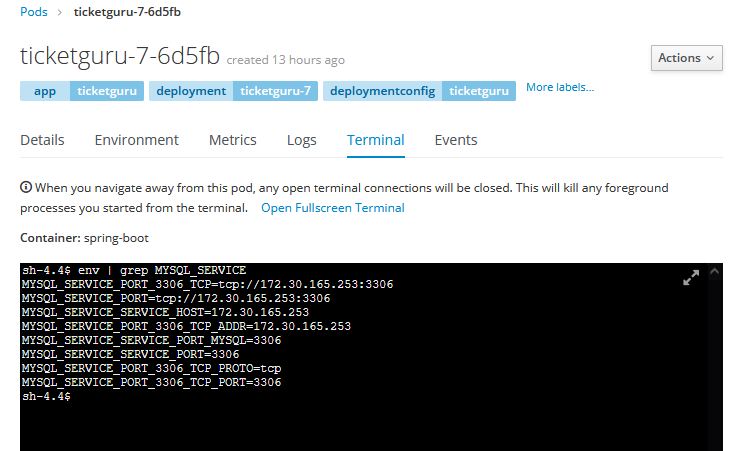 Pods > ticketguru-7-6d5fb
ticketguru-7-6d5fb created 13 hours ago
Actions
app ticketguru deployment ticketguru-7 deploymentconfig ticketguru More labels...
Details Environment Metrics Logs Terminal Events
When you navigate away from this pod, any open terminal connections will be closed. This will kill any foreground
processes you started from the terminal. Open Fullscreen Terminal
Container: spring-boot
sh-4.4$ env | grep MYSQL_SERVICE
MYSQL_SERVICE_PORT_3306_TCP=tcp://172.30.165.253:3306
MYSQL_SERVICE_PORT=tcp://172.30.165.253:3306
MYSQL_SERVICE_SERVICE_HOST=172.30.165.253
MYSQL_SERVICE_PORT_3306_TCP_ADDR=172.30.165.253
MYSQL_SERVICE_SERVICE_PORT_MYSQL=3306
MYSQL_SERVICE_SERVICE_PORT=3306
MYSQL_SERVICE_PORT_3306_TCP_PROTO=tcp
MYSQL_SERVICE_PORT_3306_TCP_PORT=3306
sh-4.4$